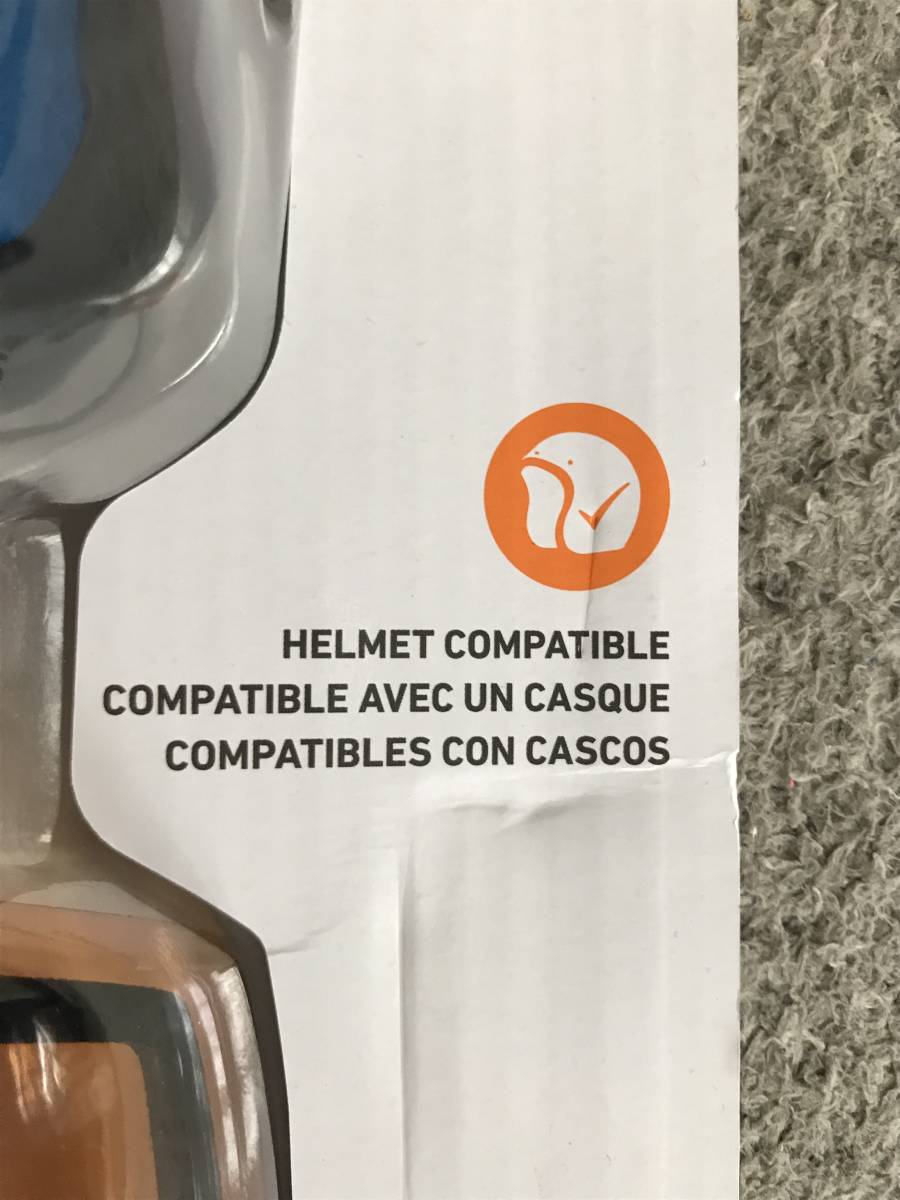 HELMET COMPATIBLE
COMPATIBLE AVEC UN CASQUE
COMPATIBLES CON CASCOS